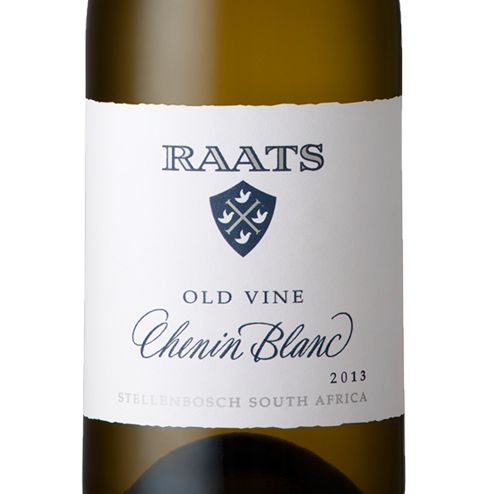 RAATS
OLD VINE
Chenin Blanc
2013
STELLENBOSCH SOUTH AFRICA